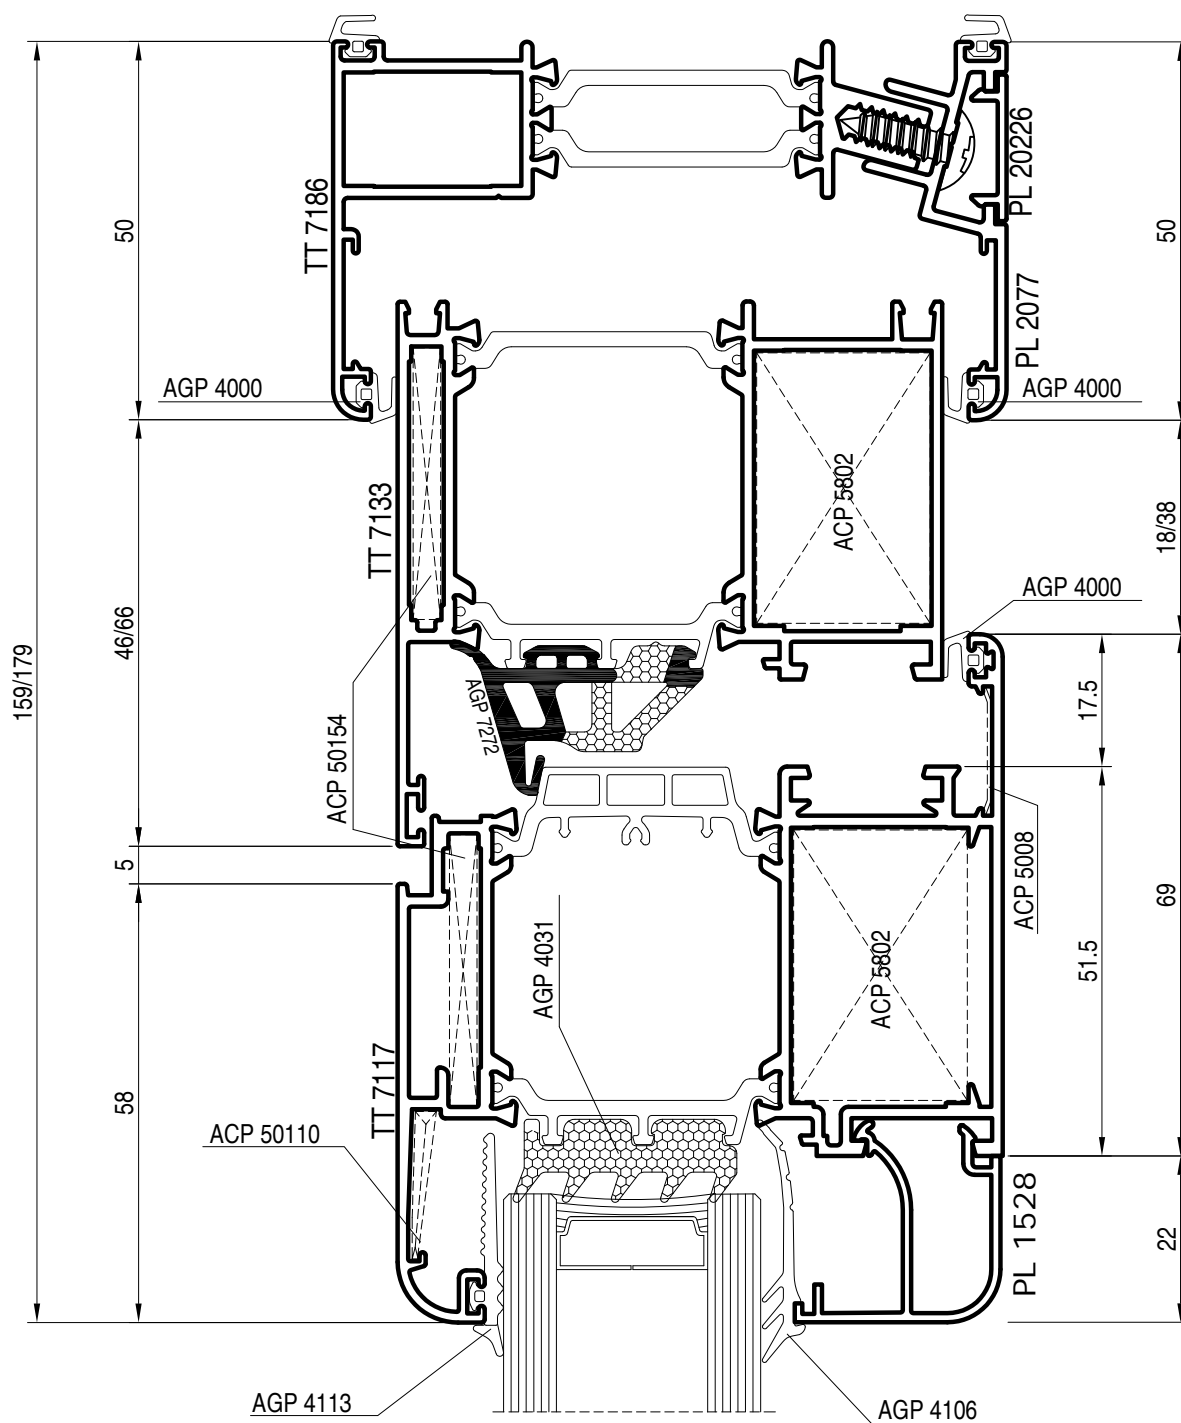 PL 20226
TT 7186
50
50
PL 2077
AGP 4000
AGP 4000
TT 7133
ACP 5802
18/38
AGP 4000
46/66
159/179
AGP 7272
17.5
ACP 50154
5
ACP 5008
AGP 4031
ACP 5802
69
51.5
TT 7117
58
ACP 50110
PL 1528
22
AGP 4113
AGP 4106